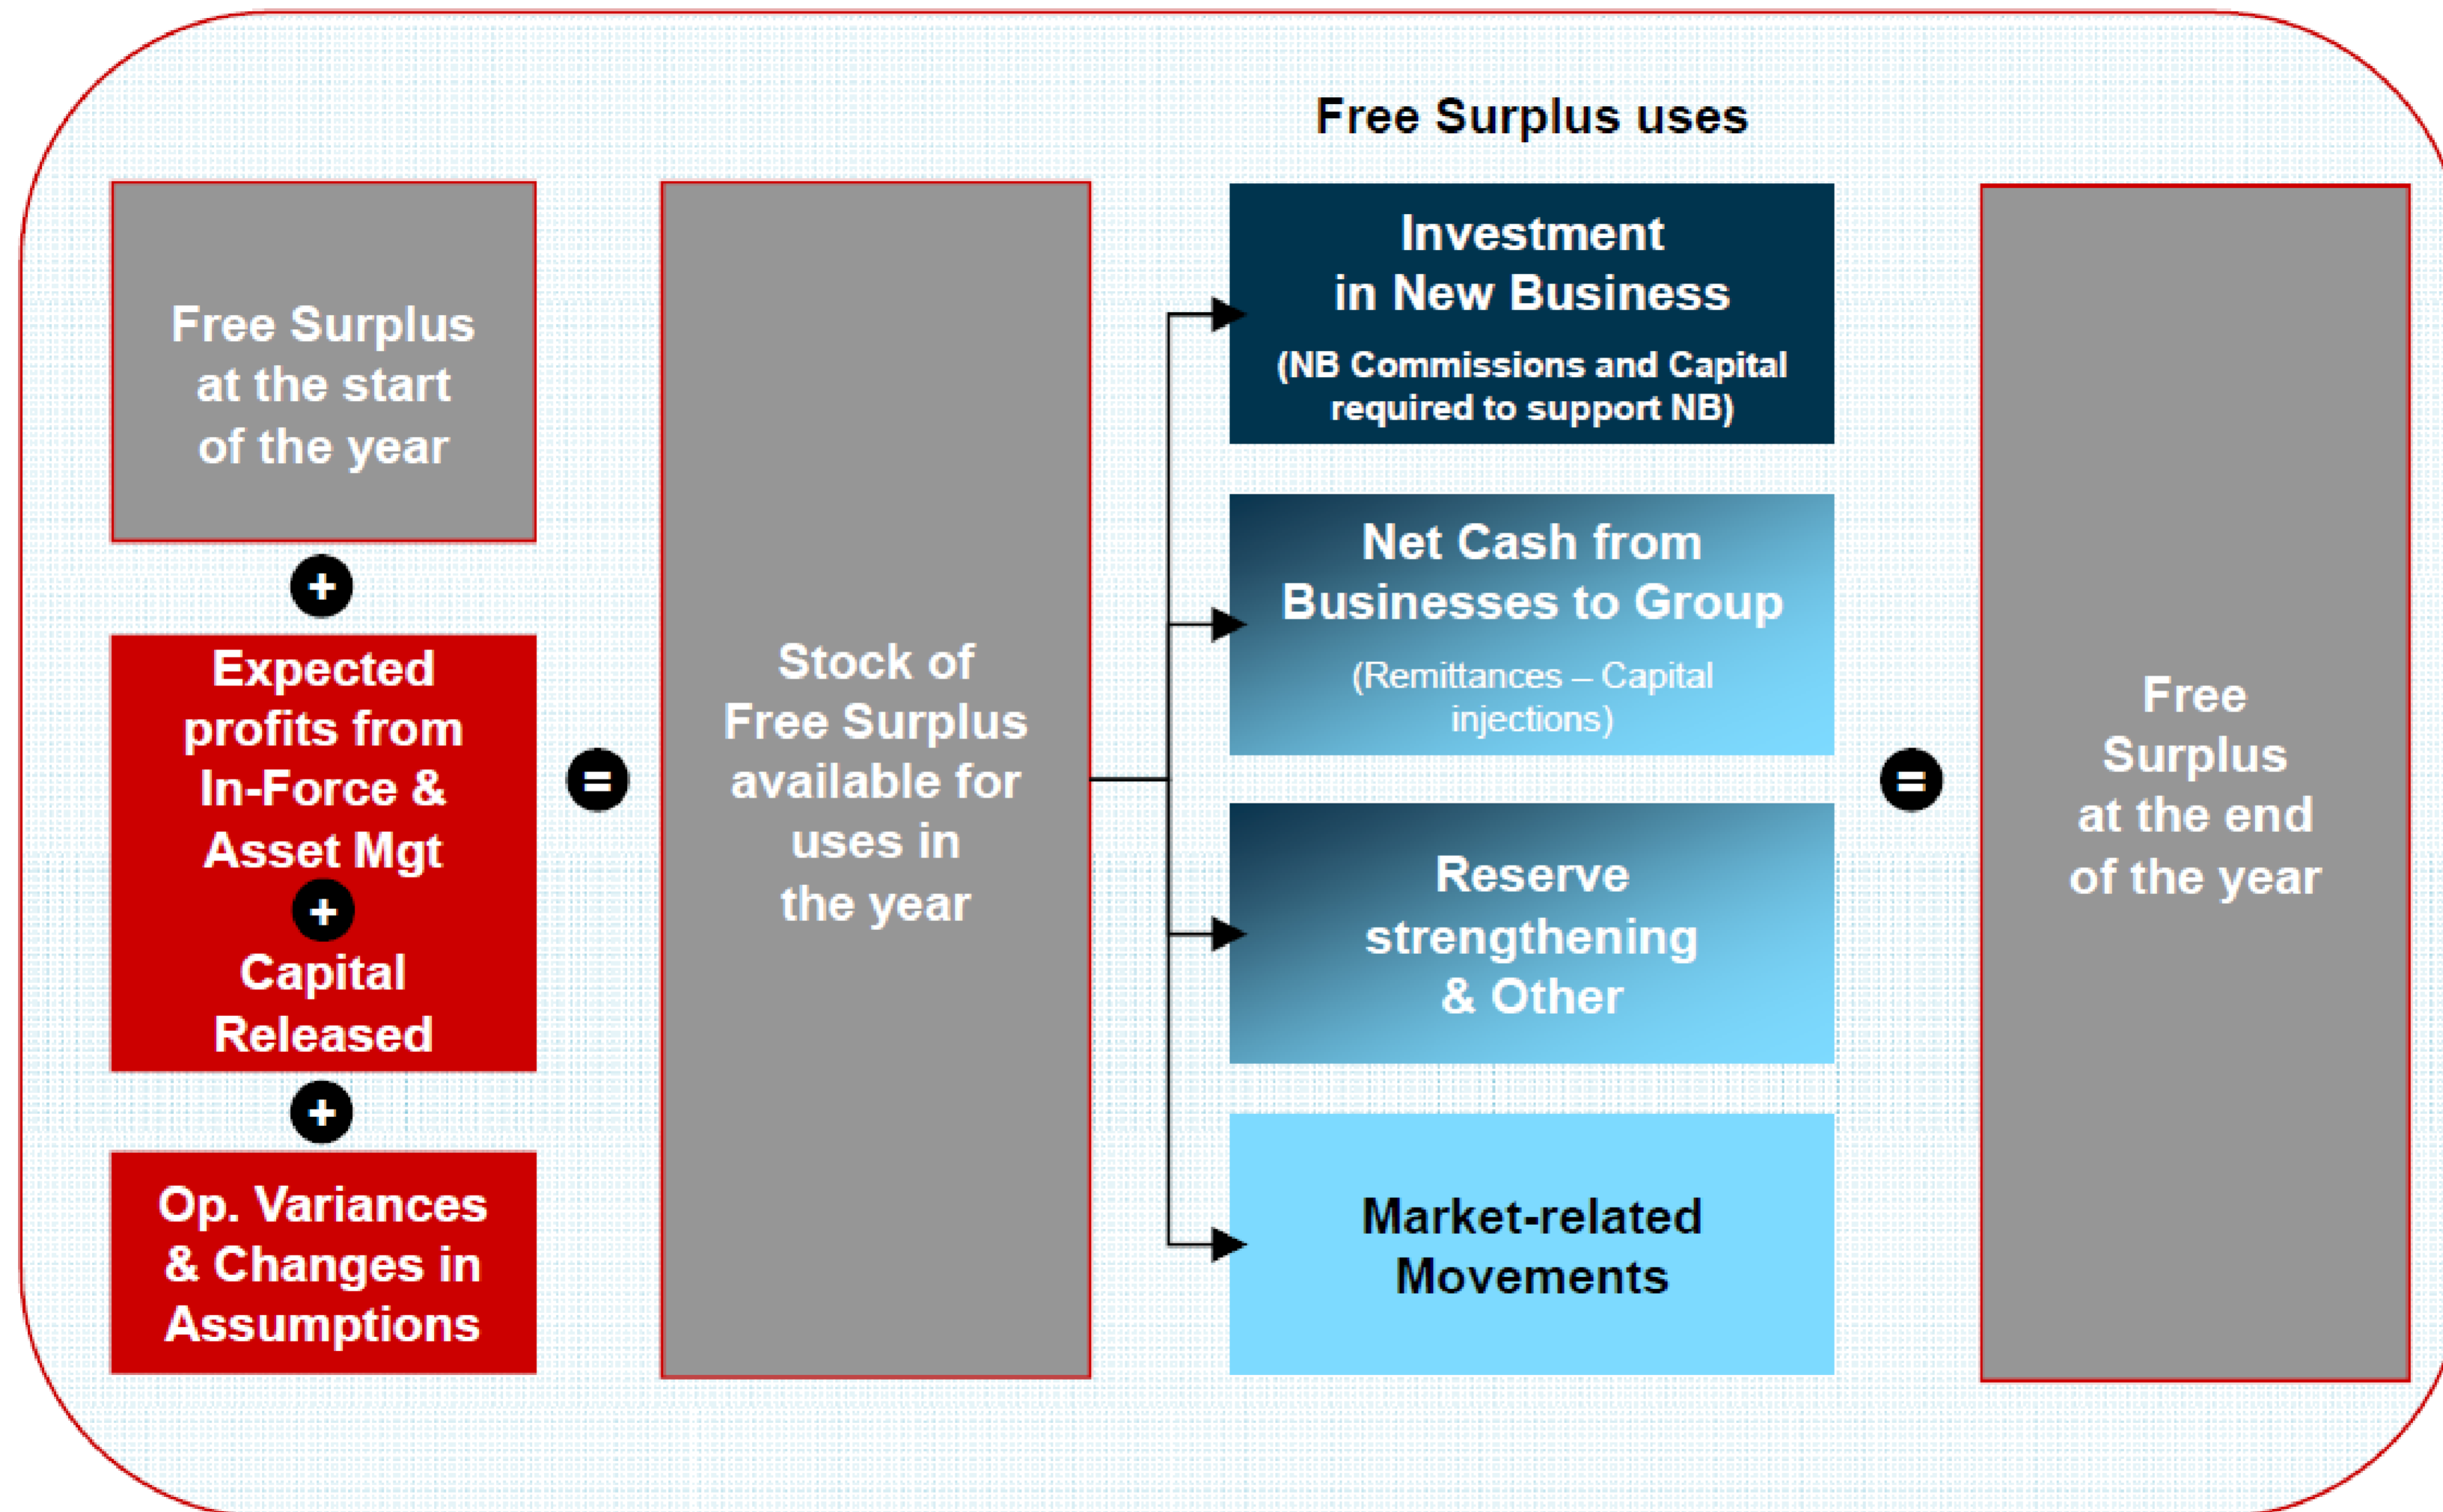 Free Surplus
at the start
of the year
+
Expected
profits from
In-Force &
Asset Mgt
+
Capital
Released
+
Op. Variances
& Changes in
Assumptions
=
Stock of
Free Surplus
available for
uses in
the year
Free Surplus uses
Investment
in New Business
(NB Commissions and Capital
required to support NB)
Net Cash from
Businesses to Group
(Remittances – Capital
injections)
Reserve
strengthening
& Other
Market-related
Movements
=
Free
Surplus
at the end
of the year